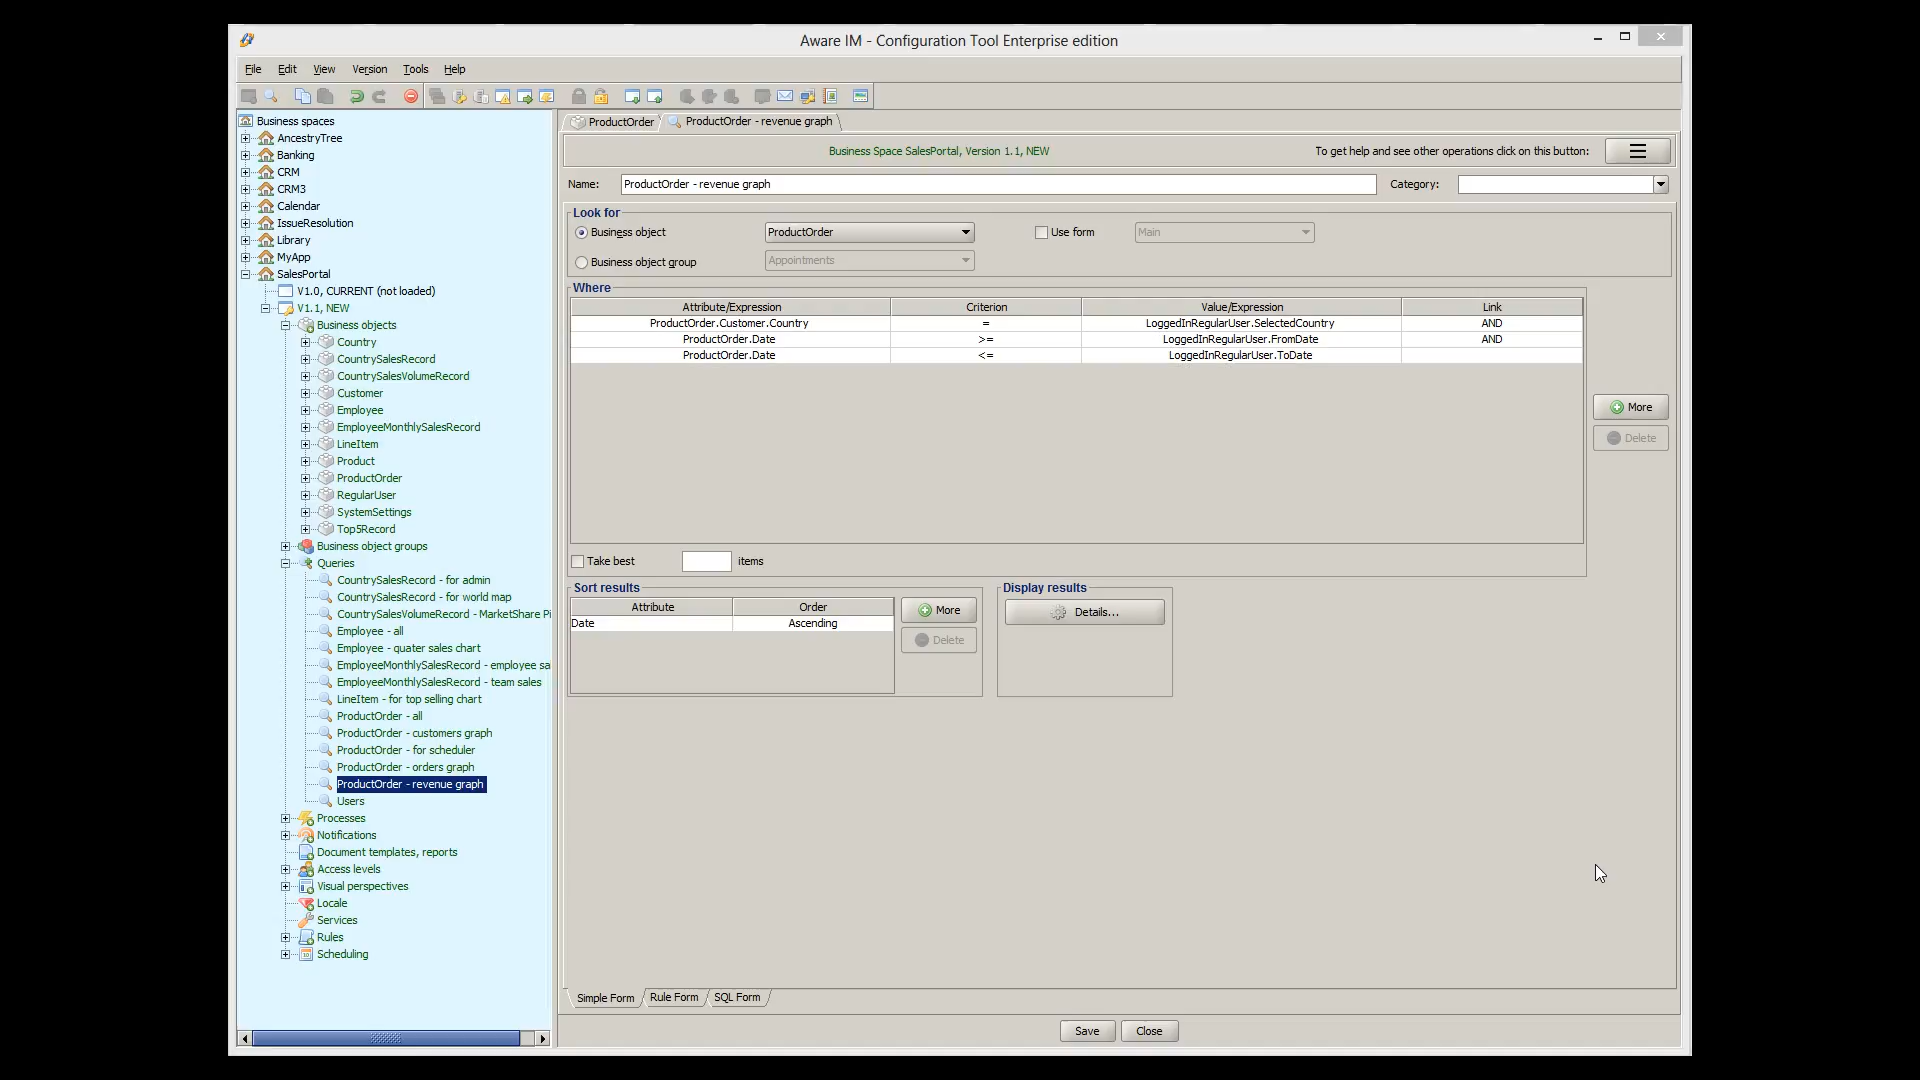 Aware IM - Configuration Tool Enterprise edition
File Edit View Version Tools Help
Business spaces
AncestryTree
Banking
CRM
CRM3
Calendar
IssueResolution
Library
MyApp
SalesPortal
V1.0, CURRENT (not loaded)
V1.1, NEW
Business objects
Country
CountrySalesRecord
CountrySalesVolumeRecord
Customer
Employee
EmployeeMonthlySalesRecord
LineItem
Product
ProductOrder
RegularUser
SystemSettings
Top5Record
Business object groups
Queries
CountrySalesRecord - for admin
CountrySalesRecord - for world map
CountrySalesVolumeRecord - MarketShare Pi
Employee - all
Employee - quater sales chart
EmployeeMonthlySalesRecord - employee sa
EmployeeMonthlySalesRecord - team sales
LineItem - for top selling chart
ProductOrder - all
ProductOrder - customers graph
ProductOrder - for scheduler
ProductOrder - orders graph
ProductOrder - revenue graph
Users
Processes
Notifications
Document templates, reports
Access levels
Visual perspectives
Locale
Services
Rules
Scheduling
ProductOrder ProductOrder - revenue graph
Business Space SalesPortal, Version 1.1, NEW To get help and see other operations click on this button:
Name: ProductOrder - revenue graph Category:
Look for
Business object ProductOrder Use form Main
Business object group Appointments
Where
Attribute/Expression Criterion Value/Expression Link
ProductOrder.Customer.Country = LoggedInRegularUser.SelectedCountry AND
ProductOrder.Date >= LoggedInRegularUser.FromDate AND
ProductOrder.Date <= LoggedInRegularUser.ToDate
More
Delete
Take best items
Sort results
Attribute Order
Date Ascending
More
Delete
Display results
Details...
Simple Form Rule Form SQL Form
Save Close